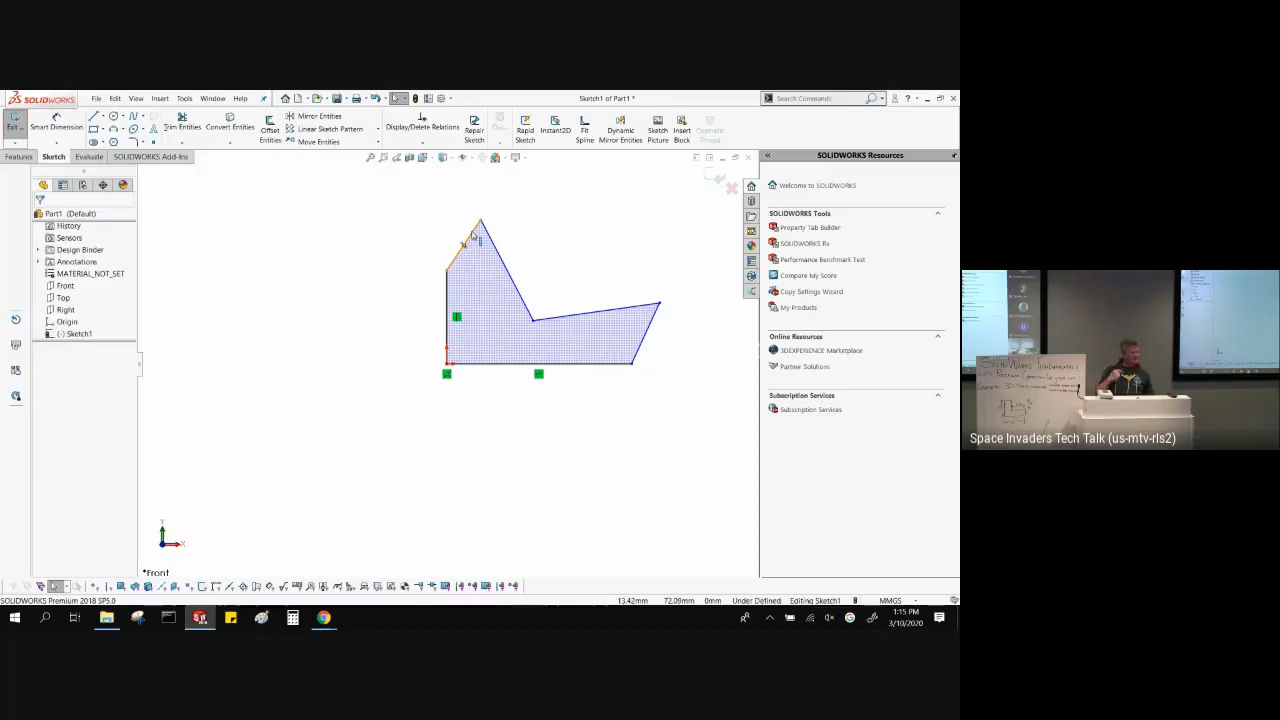 SOLIDWORKS
File Edit View Insert Tools Window Help
Sketch1 of Part1 *
Search Commands
Exit...
Smart Dimension
Trim Entities
Convert Entities
Offset Entities
Mirror Entities
Linear Sketch Pattern
Move Entities
Display/Delete Relations
Repair Sketch
Rapid Sketch
Instant2D
Fit Spline
Dynamic Mirror Entities
Sketch Picture
Insert Block
Cosmetic Thread
Features Sketch Evaluate SOLIDWORKS Add-Ins
SOLIDWORKS Resources
Part1 (Default)
History
Sensors
Design Binder
Annotations
MATERIAL_NOT_SET
Front
Top
Right
Origin
(-) Sketch1
Welcome to SOLIDWORKS
SOLIDWORKS Tools
Property Tab Builder
SOLIDWORKS Rx
Performance Benchmark Test
Compare My Score
Copy Settings Wizard
My Products
Online Resources
3DEXPERIENCE Marketplace
Partner Solutions
Subscription Services
Subscription Services
Y
X
*Front
SOLIDWORKS Premium 2018 SP5.0
13.42mm 72.09mm 0mm Under Defined Editing Sketch1 MMGS
1:15 PM
3/10/2020
SOLIDWORKS FUNDAMENTALS
Space Invaders Tech Talk (us-mtv-rls2)